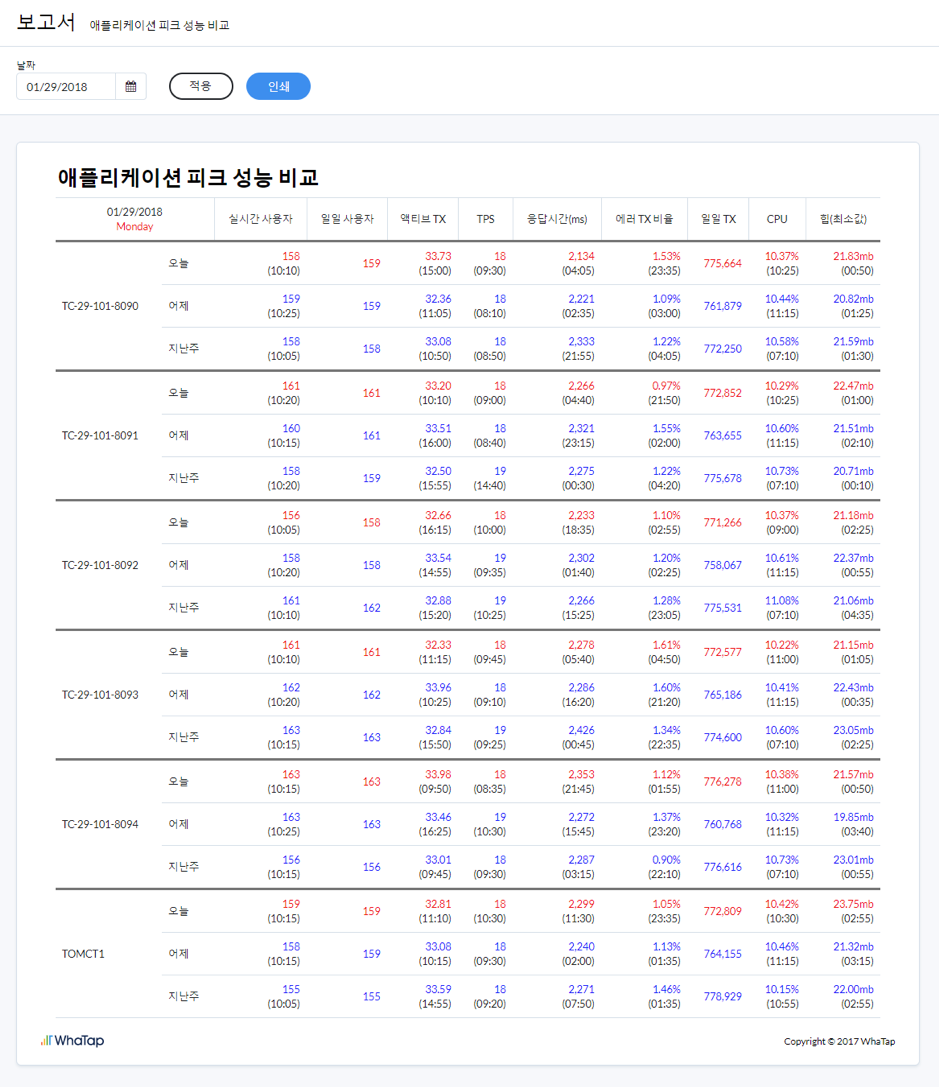 보고서 애플리케이션 피크 성능 비교
날짜
01/29/2018 적용 인쇄
애플리케이션 피크 성능 비교
01/29/2018 실시간 사용자 일일 사용자 액티브 TX TPS 응답시간(ms) 에러 TX 비율 일일 TX CPU 힙(최소값)
Monday
오늘 158 159 33.73 18 2,134 1.53% 775,664 10.37% 21.83mb
(10:10) (15:00) (09:30) (04:05) (23:35) (10:25) (00:50)
TC-29-101-8090 어제 159 159 32.36 18 2,221 1.09% 761,879 10.44% 20.82mb
(10:25) (11:05) (08:10) (02:35) (03:00) (11:15) (01:25)
지난주 158 158 33.08 18 2,333 1.22% 772,250 10.58% 21.59mb
(10:05) (10:50) (08:50) (21:55) (04:05) (07:10) (01:30)
오늘 161 161 33.20 18 2,266 0.97% 772,852 10.29% 22.47mb
(10:20) (10:10) (09:00) (04:40) (21:50) (10:25) (01:00)
TC-29-101-8091 어제 160 161 33.51 18 2,321 1.55% 763,655 10.60% 21.51mb
(10:15) (16:00) (08:40) (23:15) (02:00) (11:15) (02:10)
지난주 158 159 32.50 19 2,275 1.22% 775,678 10.73% 20.71mb
(10:20) (15:55) (14:40) (00:30) (04:20) (07:10) (00:10)
오늘 156 158 32.66 18 2,233 1.10% 771,266 10.37% 21.18mb
(10:05) (16:15) (10:00) (18:35) (02:55) (09:00) (02:25)
TC-29-101-8092 어제 158 158 33.54 19 2,302 1.20% 758,067 10.61% 22.37mb
(10:20) (14:55) (09:35) (01:40) (02:25) (11:15) (00:55)
지난주 161 162 32.88 19 2,266 1.28% 775,531 11.08% 21.06mb
(10:10) (15:20) (10:25) (15:25) (23:05) (07:10) (04:35)
오늘 161 161 32.33 18 2,278 1.61% 772,577 10.22% 21.15mb
(10:10) (11:15) (09:45) (05:40) (04:50) (11:00) (01:05)
TC-29-101-8093 어제 162 162 33.96 18 2,286 1.60% 765,186 10.41% 22.43mb
(10:20) (10:25) (09:10) (16:20) (21:20) (11:15) (00:35)
지난주 163 163 32.84 19 2,426 1.34% 774,600 10.60% 23.05mb
(10:15) (15:50) (09:25) (00:45) (22:35) (07:10) (02:25)
오늘 163 163 33.98 18 2,353 1.12% 776,278 10.38% 21.57mb
(10:15) (09:50) (08:35) (21:45) (01:55) (11:00) (00:50)
TC-29-101-8094 어제 163 163 33.46 19 2,272 1.37% 760,768 10.32% 19.85mb
(10:25) (16:25) (10:30) (15:45) (23:20) (11:15) (03:40)
지난주 156 156 33.01 18 2,287 0.90% 776,616 10.73% 23.01mb
(10:15) (09:45) (09:30) (03:15) (22:10) (07:10) (00:55)
오늘 159 159 32.81 18 2,299 1.05% 772,809 10.42% 23.75mb
(10:15) (11:10) (10:30) (11:30) (23:35) (10:30) (02:55)
TOMCT1 어제 158 159 33.08 18 2,240 1.13% 764,155 10.46% 21.32mb
(10:15) (10:15) (09:30) (02:00) (01:35) (11:15) (03:15)
지난주 155 155 33.59 18 2,271 1.46% 778,929 10.15% 22.00mb
(10:05) (14:55) (09:20) (07:50) (01:35) (10:55) (02:55)
WhaTap Copyright © 2017 WhaTap